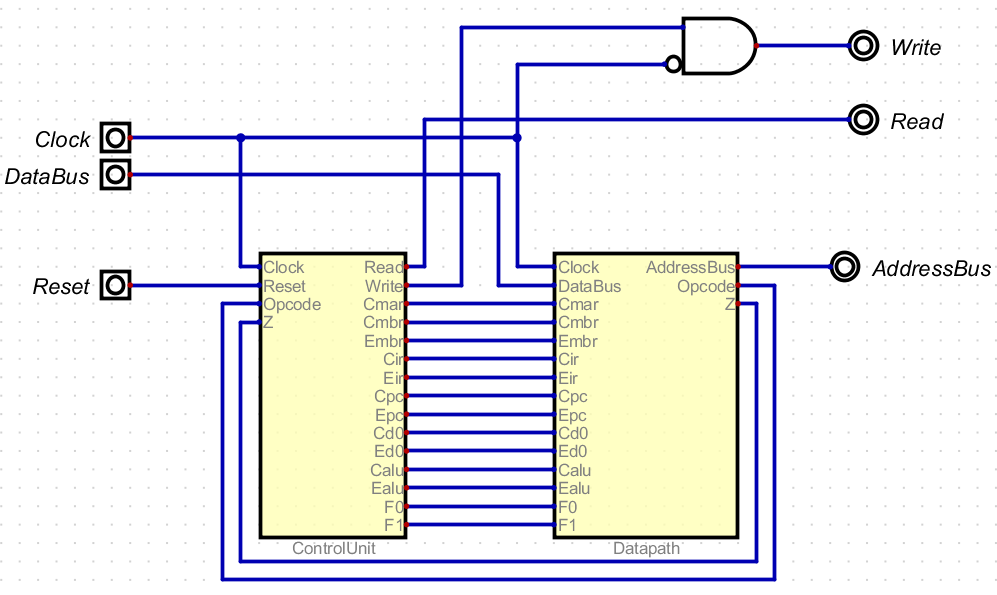 Write
Read
Clock
DataBus
Reset
AddressBus
Clock
Reset
Opcode
Z
Read
Write
Cmar
Cmbr
Embr
Cir
Eir
Cpc
Epc
Cd0
Ed0
Calu
Ealu
F0
F1
ControlUnit
Clock
DataBus
Cmar
Cmbr
Embr
Cir
Eir
Cpc
Epc
Cd0
Ed0
Calu
Ealu
F0
F1
AddressBus
Opcode
Z
Datapath